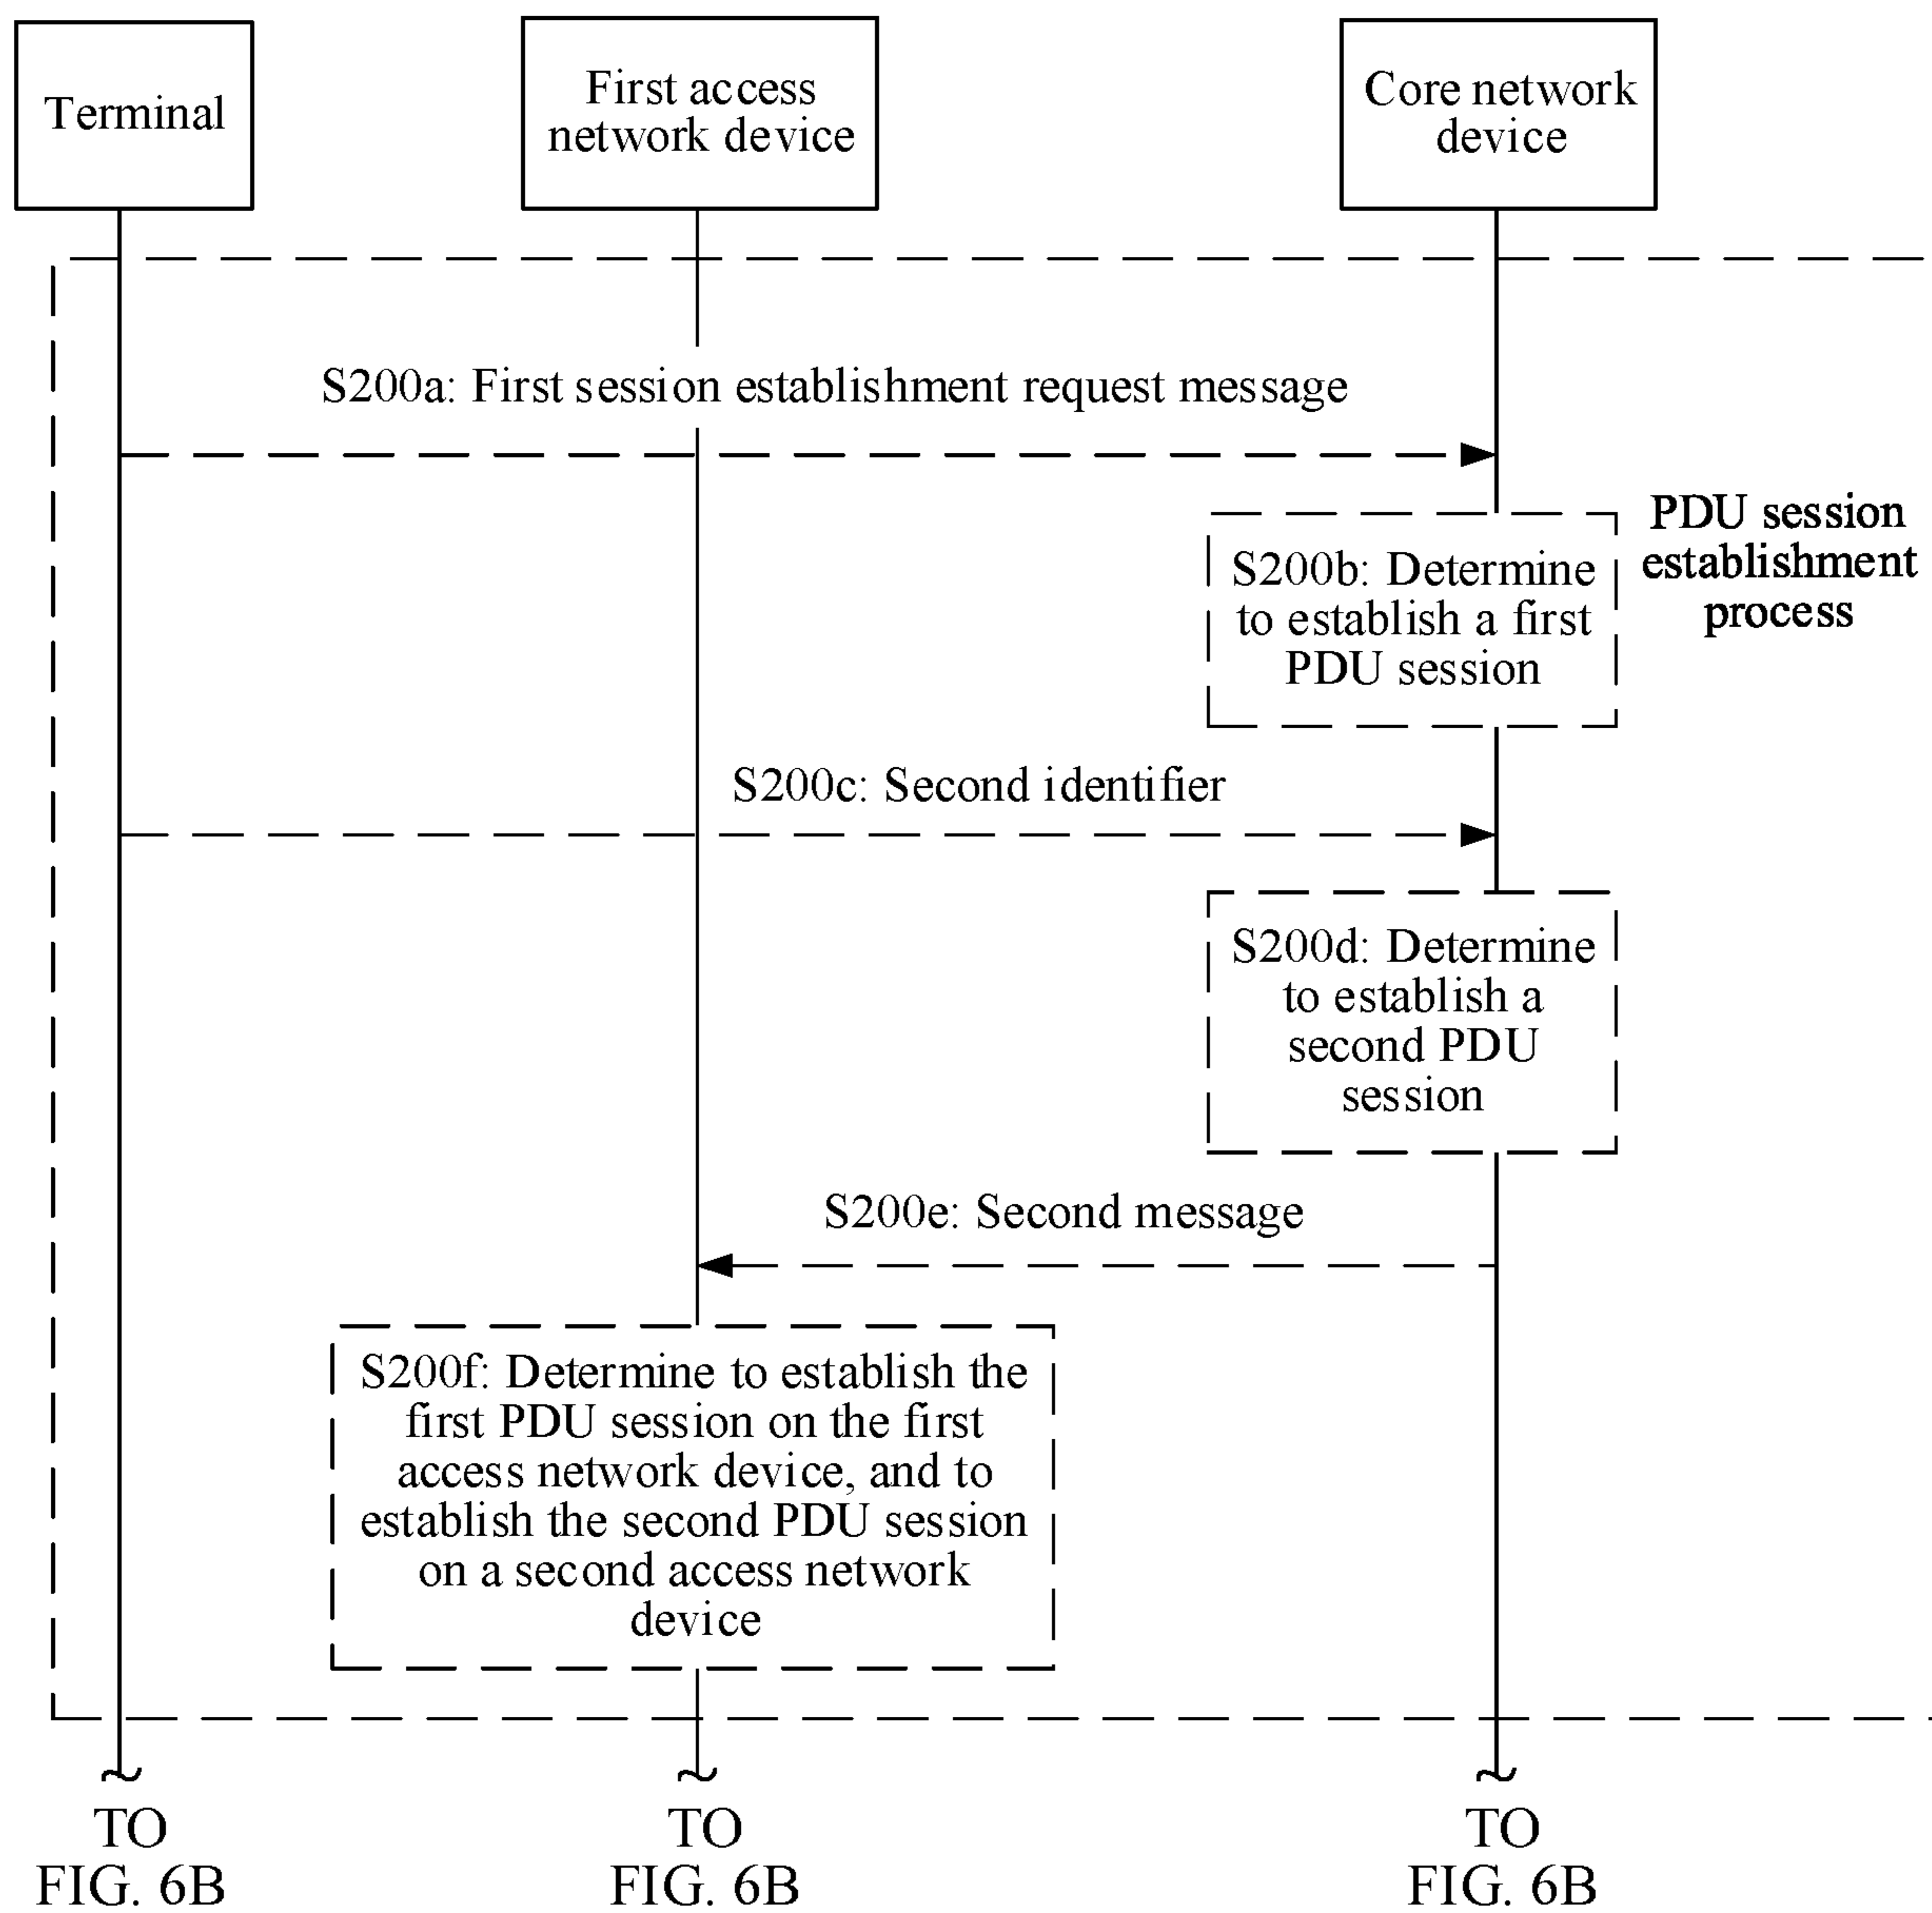 Terminal
First access
network device
Core network
device
S200a: First session establishment request message
PDU session
establishment
process
S200b: Determine
to establish a first
PDU session
S200c: Second identifier
S200d: Determine
to establish a
second PDU
session
S200e: Second message
S200f: Determine to establish the
first PDU session on the first
access network device, and to
establish the second PDU session
on a second access network
device
TO
FIG. 6B
TO
FIG. 6B
TO
FIG. 6B